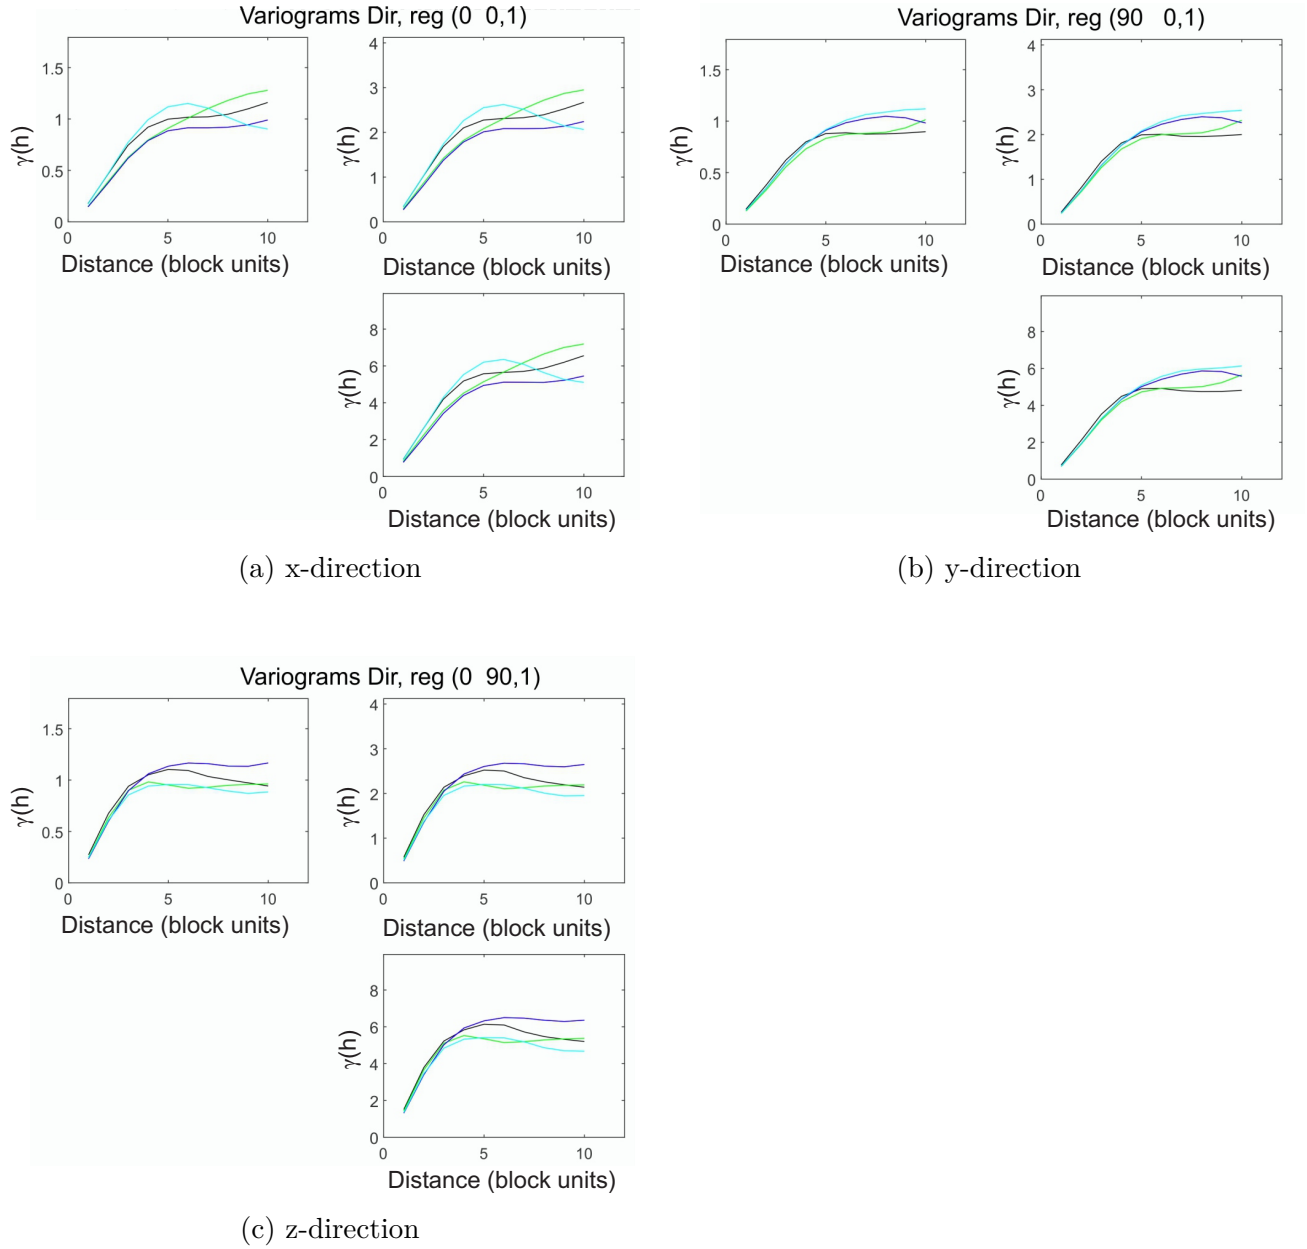 Variograms Dir, reg (0 0,1)
1.5
1
0.5
0
γ(h)
0 5 10
Distance (block units)
4
3
2
1
0
γ(h)
0 5 10
Distance (block units)
8
6
4
2
0
γ(h)
0 5 10
Distance (block units)
(a) x-direction
Variograms Dir, reg (90 0,1)
1.5
1
0.5
0
γ(h)
0 5 10
Distance (block units)
4
3
2
1
0
γ(h)
0 5 10
Distance (block units)
8
6
4
2
0
γ(h)
0 5 10
Distance (block units)
(b) y-direction
Variograms Dir, reg (0 90,1)
1.5
1
0.5
0
γ(h)
0 5 10
Distance (block units)
4
3
2
1
0
γ(h)
0 5 10
Distance (block units)
8
6
4
2
0
γ(h)
0 5 10
Distance (block units)
(c) z-direction